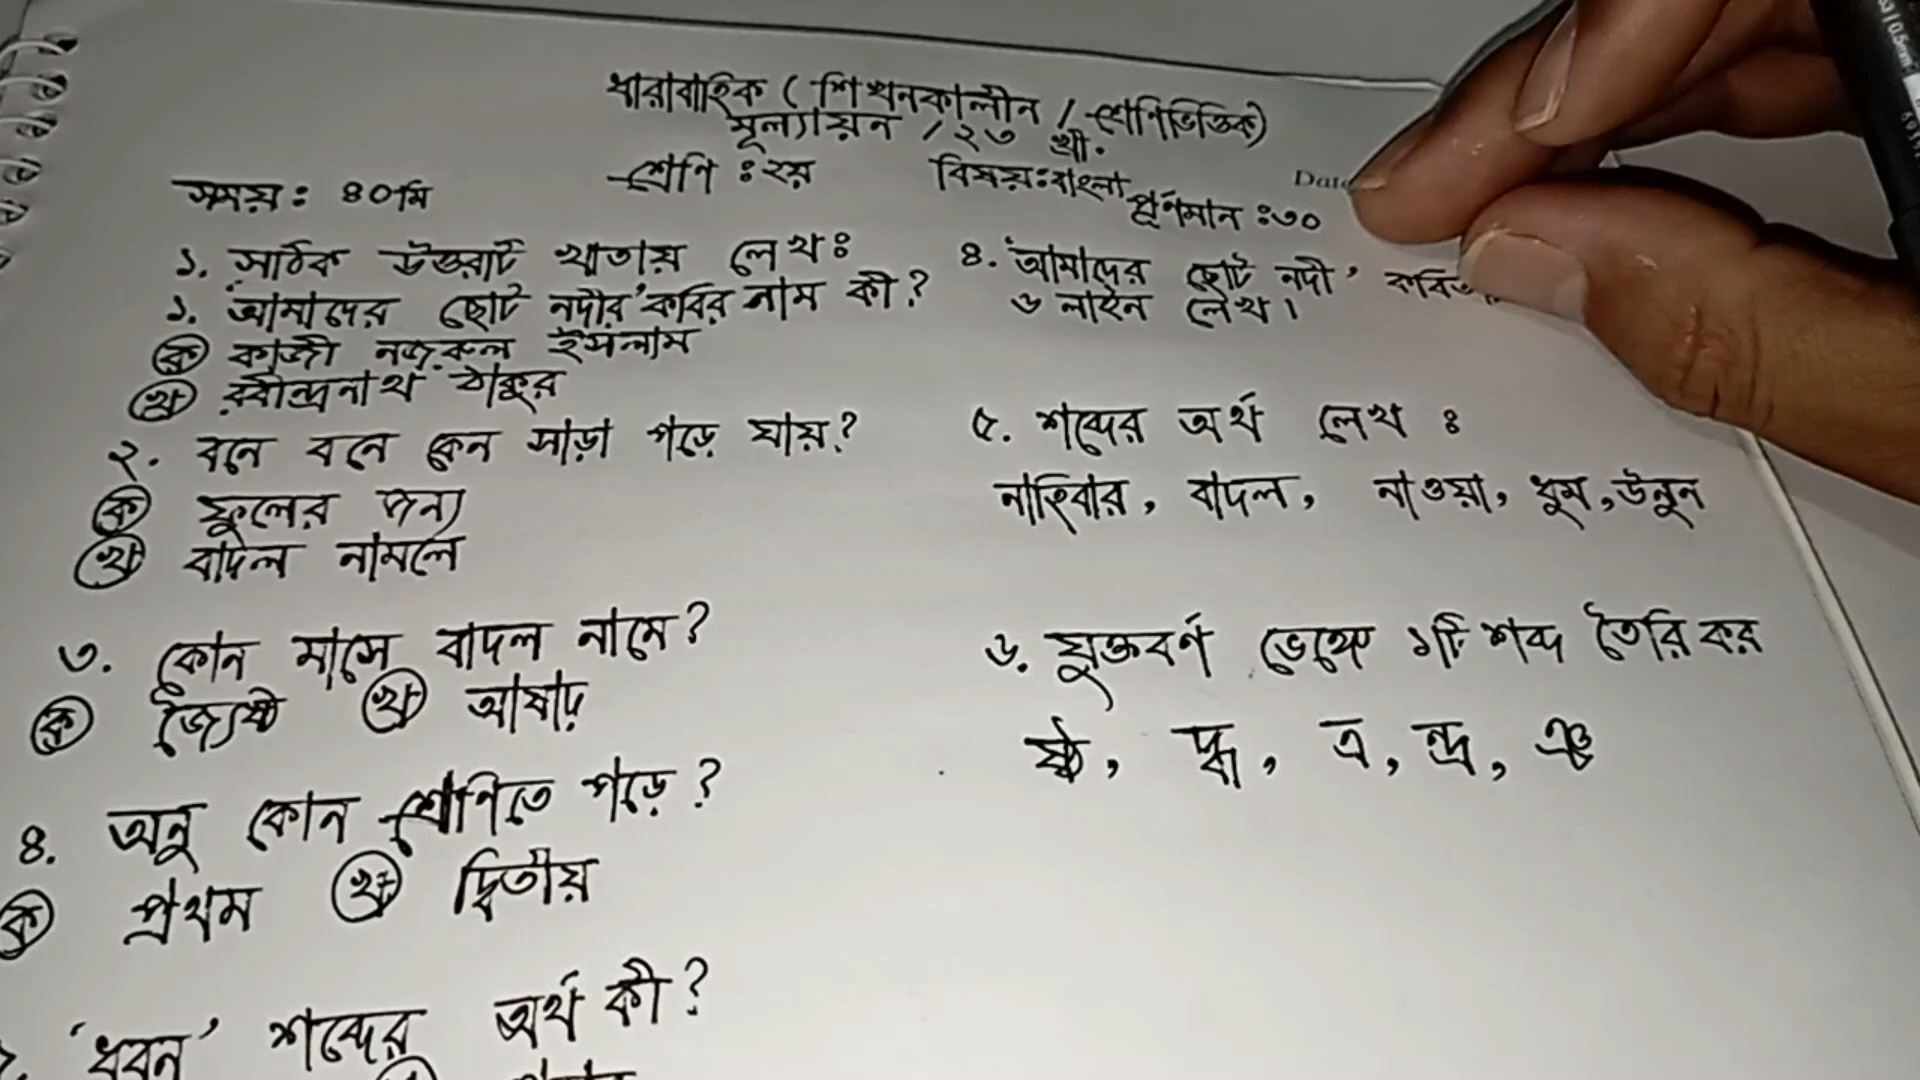 ধারাবাহিক ( শিখনকালীন / শ্রেণিভিত্তিক)
মূল্যায়ন / ২৩ খ্রী.
সময় : ৪০মি
শ্রেণি ঃ ২য়
বিষয়ঃবাংলা
Date
পূর্ণমান ঃ৩০
১. সঠিক উত্তরটি খাতায় লেখ ঃ
১. 'আমাদের ছোট নদীর' কবির নাম কী ?
ক কাজী নজরুল ইসলাম
খ রবীন্দ্রনাথ ঠাকুর
২. বনে বনে কেন সাড়া পড়ে যায় ?
ক ফুলের জন্য
খ বাদল নামলে
৩. কোন মাসে বাদল নামে ?
ক জ্যৈষ্ঠ খ আষাঢ়
৪. অনু কোন শ্রেণিতে পড়ে ?
ক প্রথম খ দ্বিতীয়
'ধবন' শব্দের অর্থ কী ?
৪. 'আমাদের ছোট নদী'
৬ লাইন লেখ।
৫. শব্দের অর্থ লেখ ঃ
নাহিবার, বাদল, নাওয়া, ধুম, উনুন
৬. যুক্তবর্ণ ভেঙ্গে ১টি শব্দ তৈরি কর
ষ্ঠ, দ্ধ, ত্র, ন্দ্র, ঞ্চ